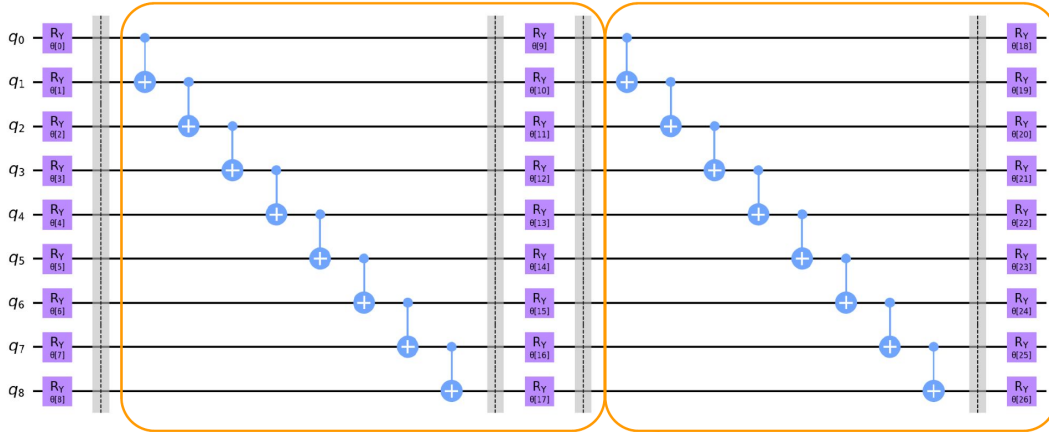 q0 RY θ[0] RY θ[9] RY θ[18]
q1 RY θ[1] RY θ[10] RY θ[19]
q2 RY θ[2] RY θ[11] RY θ[20]
q3 RY θ[3] RY θ[12] RY θ[21]
q4 RY θ[4] RY θ[13] RY θ[22]
q5 RY θ[5] RY θ[14] RY θ[23]
q6 RY θ[6] RY θ[15] RY θ[24]
q7 RY θ[7] RY θ[16] RY θ[25]
q8 RY θ[8] RY θ[17] RY θ[26]